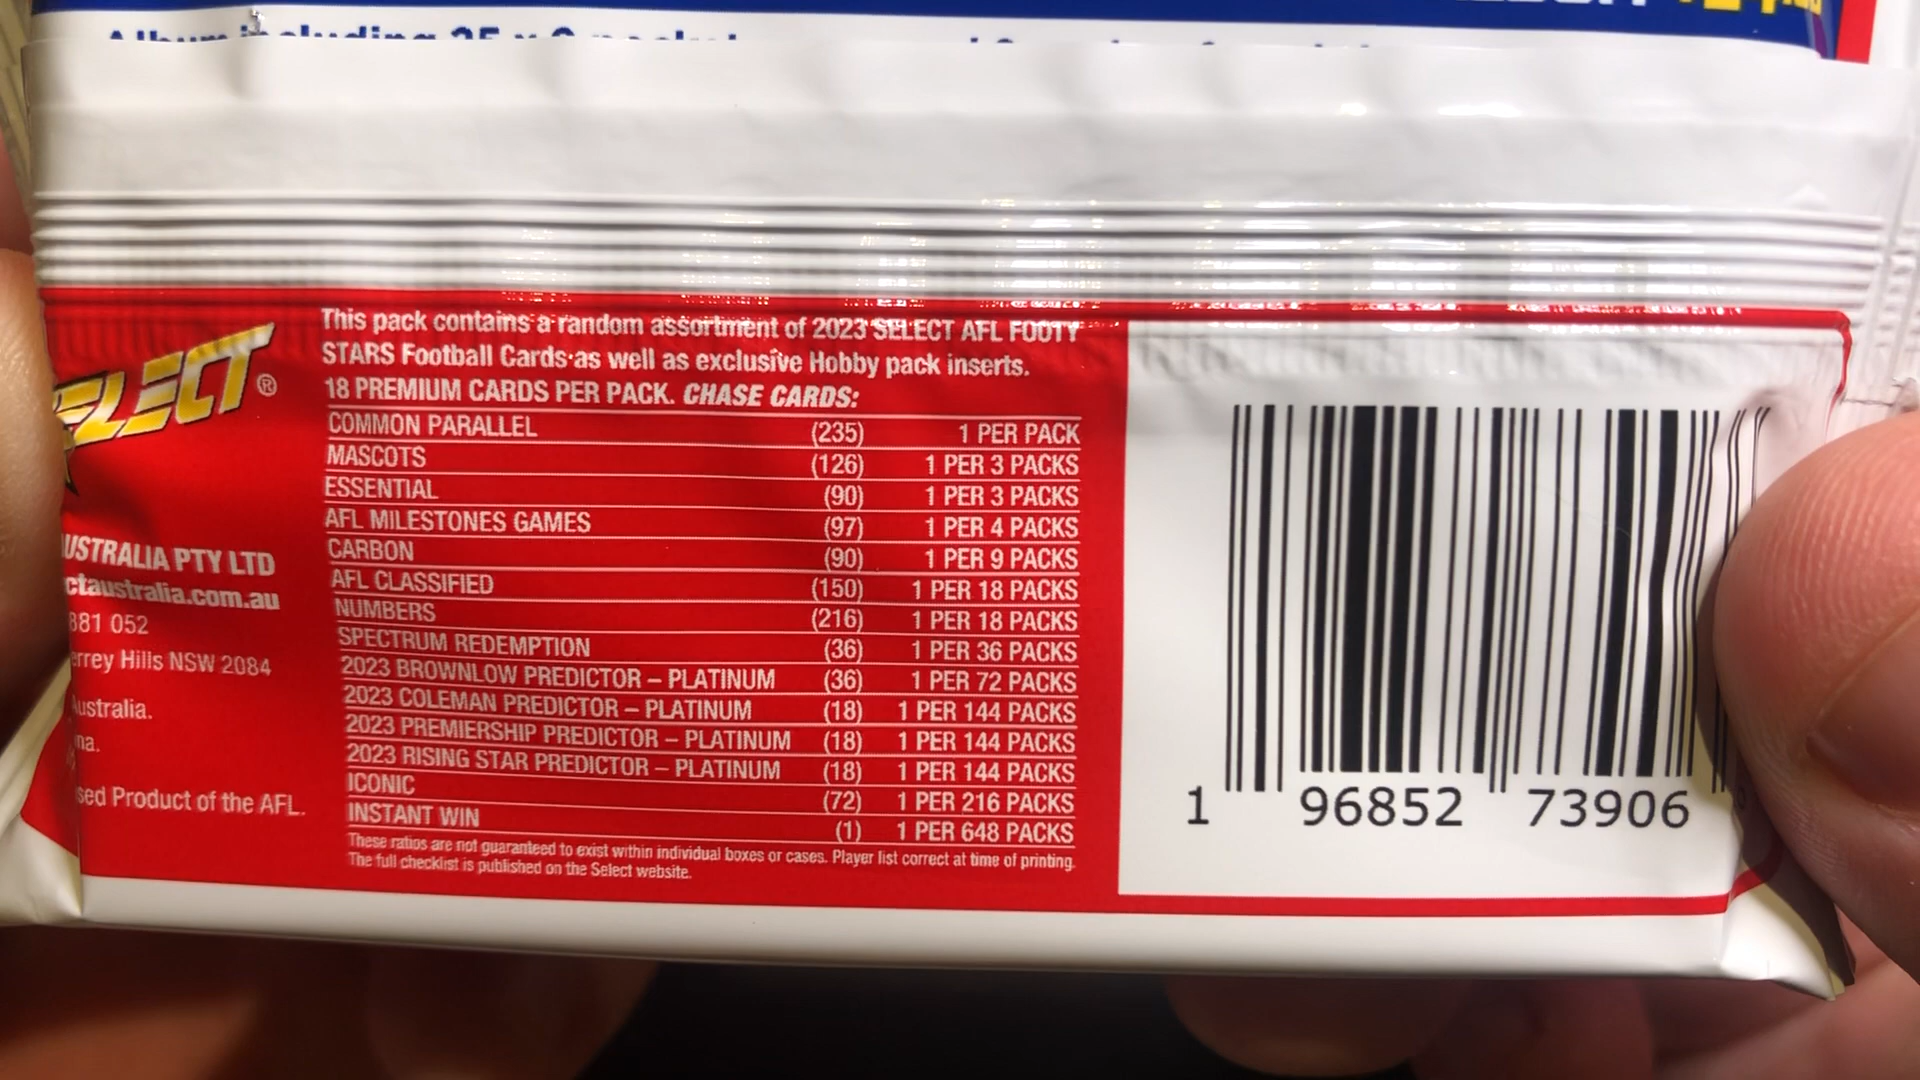 Album including 25 x 9 pocket
SELECT®
USTRALIA PTY LTD
ctaustralia.com.au
881 052
errey Hills NSW 2084
Australia.
na.
sed Product of the AFL.
This pack contains a random assortment of 2023 SELECT AFL FOOTY
STARS Football Cards as well as exclusive Hobby pack inserts.
18 PREMIUM CARDS PER PACK. CHASE CARDS:
COMMON PARALLEL (235) 1 PER PACK
MASCOTS (126) 1 PER 3 PACKS
ESSENTIAL (90) 1 PER 3 PACKS
AFL MILESTONES GAMES (97) 1 PER 4 PACKS
CARBON (90) 1 PER 9 PACKS
AFL CLASSIFIED (150) 1 PER 18 PACKS
NUMBERS (216) 1 PER 18 PACKS
SPECTRUM REDEMPTION (36) 1 PER 36 PACKS
2023 BROWNLOW PREDICTOR – PLATINUM (36) 1 PER 72 PACKS
2023 COLEMAN PREDICTOR – PLATINUM (18) 1 PER 144 PACKS
2023 PREMIERSHIP PREDICTOR – PLATINUM (18) 1 PER 144 PACKS
2023 RISING STAR PREDICTOR – PLATINUM (18) 1 PER 144 PACKS
ICONIC (72) 1 PER 216 PACKS
INSTANT WIN (1) 1 PER 648 PACKS
These ratios are not guaranteed to exist within individual boxes or cases. Player list correct at time of printing.
The full checklist is published on the Select website.
1 96852 73906